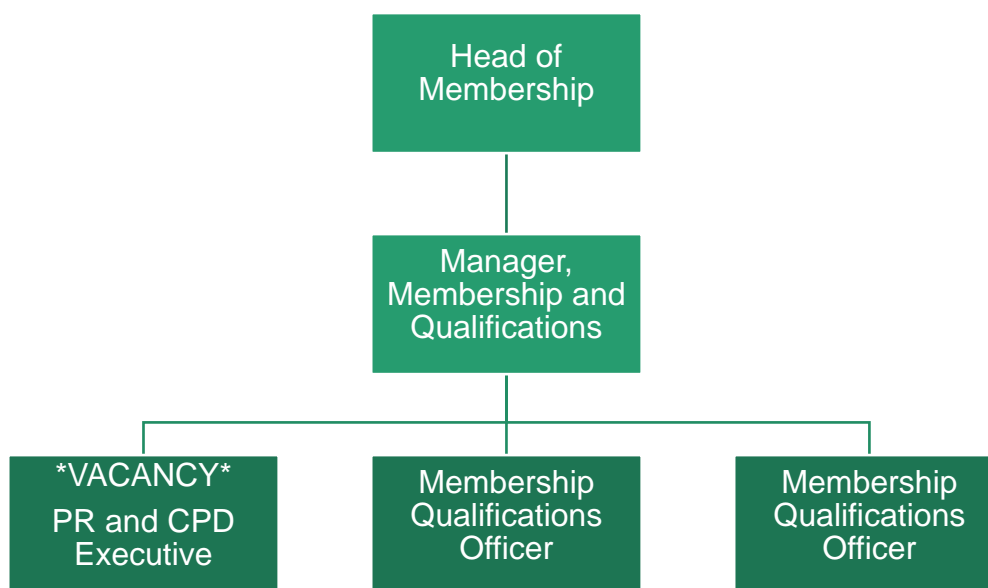 Head of
Membership
Manager,
Membership and
Qualifications
*VACANCY*
PR and CPD
Executive
Membership
Qualifications
Officer
Membership
Qualifications
Officer